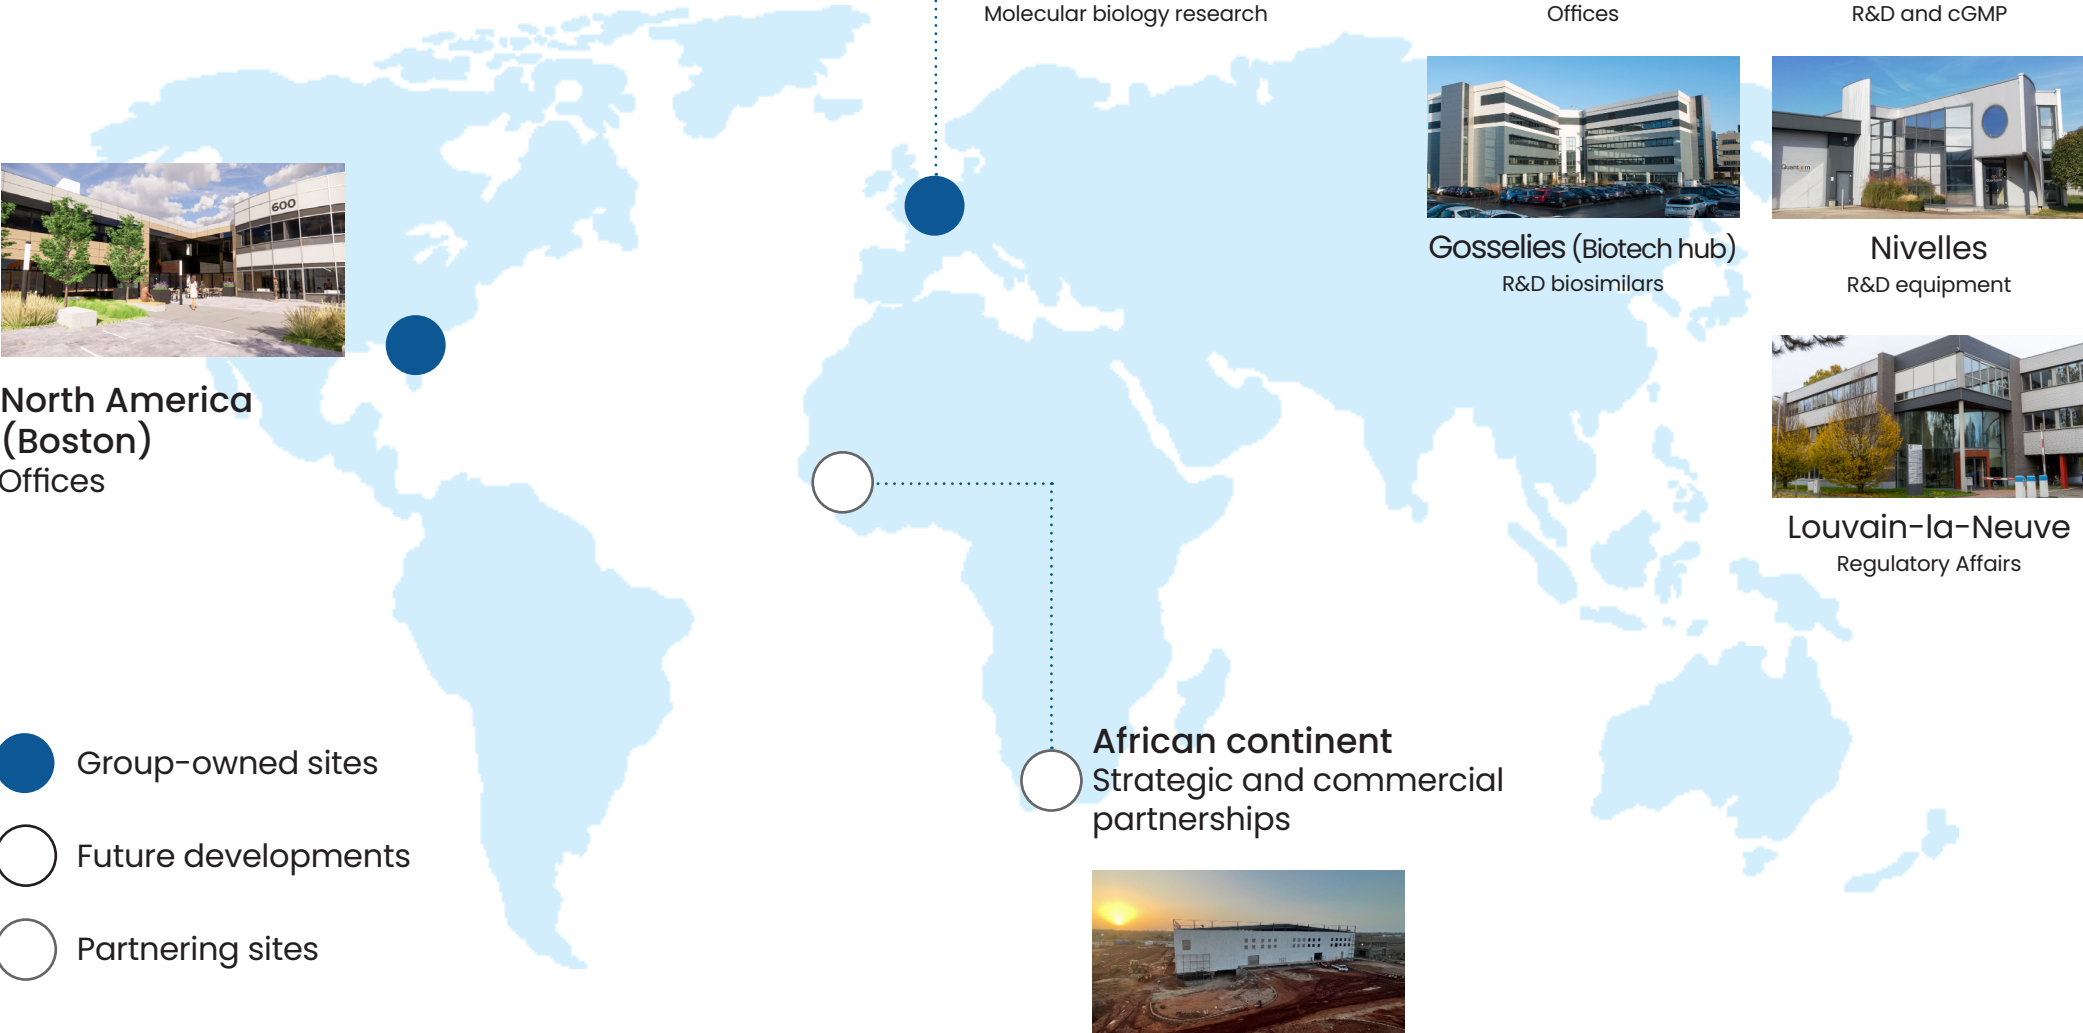 Molecular biology research
Offices
R&D and cGMP
600
Quantoom
Gosselies (Biotech hub)
R&D biosimilars
Nivelles
R&D equipment
North America
(Boston)
Offices
Louvain-la-Neuve
Regulatory Affairs
African continent
Strategic and commercial
partnerships
Group-owned sites
Future developments
Partnering sites